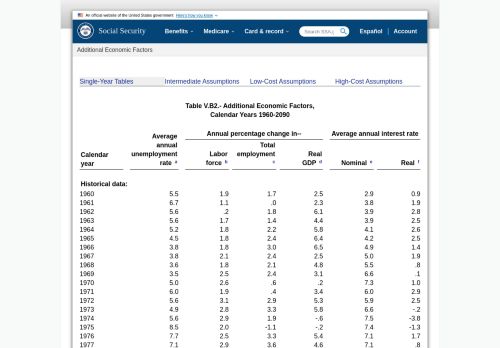 An official website of the United States government Here's how you know
Social Security
Benefits
Medicare
Card & record
Search SSA.gov
Español
Account
Additional Economic Factors
Single-Year Tables Intermediate Assumptions Low-Cost Assumptions High-Cost Assumptions
Table V.B2.- Additional Economic Factors,
Calendar Years 1960-2090
Calendar year
Average annual unemployment rate a
Annual percentage change in--
Labor force b
Total employment c
Real GDP d
Average annual interest rate
Nominal e
Real f
Historical data:
1960 5.5 1.9 1.7 2.5 2.9 0.9
1961 6.7 1.1 .0 2.3 3.8 1.9
1962 5.6 .2 1.8 6.1 3.9 2.8
1963 5.6 1.7 1.4 4.4 3.9 2.5
1964 5.2 1.8 2.2 5.8 4.1 2.6
1965 4.5 1.8 2.4 6.4 4.2 2.5
1966 3.8 1.8 3.0 6.5 4.9 1.4
1967 3.8 2.1 2.4 2.5 5.0 1.9
1968 3.6 1.8 2.1 4.8 5.5 .8
1969 3.5 2.5 2.4 3.1 6.6 .1
1970 5.0 2.6 .6 .2 7.3 1.0
1971 6.0 1.9 .4 3.4 6.0 2.9
1972 5.6 3.1 2.9 5.3 5.9 2.5
1973 4.9 2.8 3.3 5.8 6.6 -.2
1974 5.6 2.9 1.9 -.6 7.5 -3.8
1975 8.5 2.0 -1.1 -.2 7.4 -1.3
1976 7.7 2.5 3.3 5.4 7.1 1.7
1977 7.1 2.9 3.6 4.6 7.1 .8